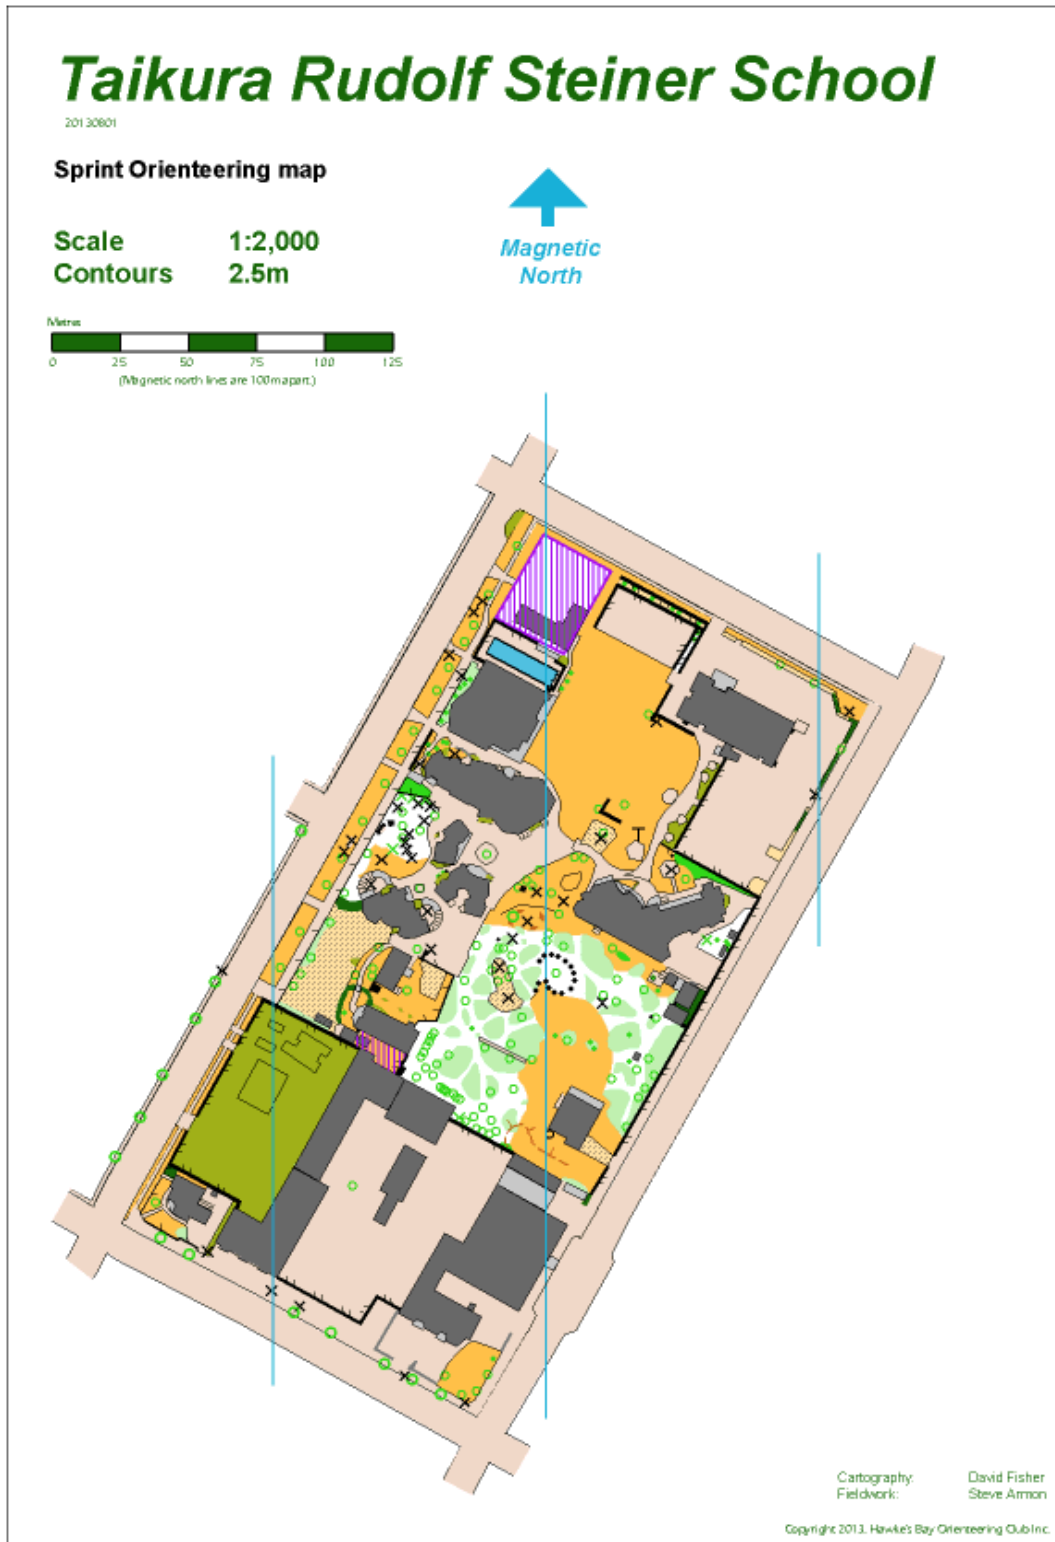 Taikura Rudolf Steiner School
20130801
Sprint Orienteering map
Scale 1:2,000
Contours 2.5m
Magnetic
North
Metres
0 25 50 75 100 125
(Magnetic north lines are 100m apart.)
Cartography: David Fisher
Fieldwork: Steve Armon
Copyright 2013, Hawke's Bay Orienteering Club Inc.